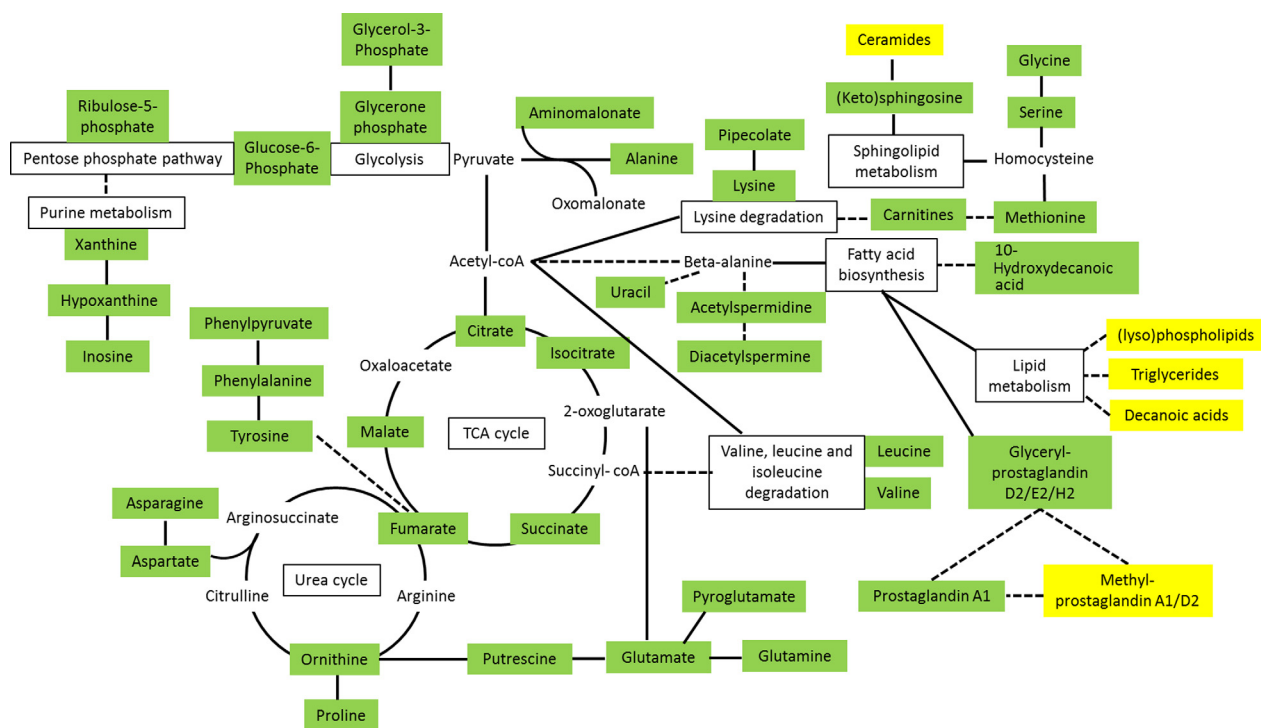 Glycerol-3-
Phosphate
Ceramides
Glycine
Ribulose-5-
phosphate
Glycerone
phosphate
Aminomalonate
(Keto)sphingosine
Serine
Pentose phosphate pathway
Glucose-6-
Phosphate
Glycolysis
Pyruvate
Alanine
Pipecolate
Sphingolipid
metabolism
Homocysteine
Lysine
Oxomalonate
Purine metabolism
Lysine degradation
Carnitines
Methionine
Xanthine
Acetyl-coA
Beta-alanine
Fatty acid
biosynthesis
10-
Hydroxydecanoic
acid
Hypoxanthine
Uracil
Acetylspermidine
Phenylpyruvate
Citrate
Isocitrate
Diacetylspermine
(lyso)phospholipids
Inosine
Oxaloacetate
Lipid
metabolism
Triglycerides
Phenylalanine
2-oxoglutarate
Decanoic acids
Tyrosine
Malate
TCA cycle
Succinyl- coA
Valine, leucine and
isoleucine
degradation
Leucine
Valine
Glyceryl-
prostaglandin
D2/E2/H2
Asparagine
Arginosuccinate
Fumarate
Succinate
Aspartate
Urea cycle
Citrulline
Arginine
Prostaglandin A1
Methyl-
prostaglandin A1/D2
Pyroglutamate
Ornithine
Putrescine
Glutamate
Glutamine
Proline